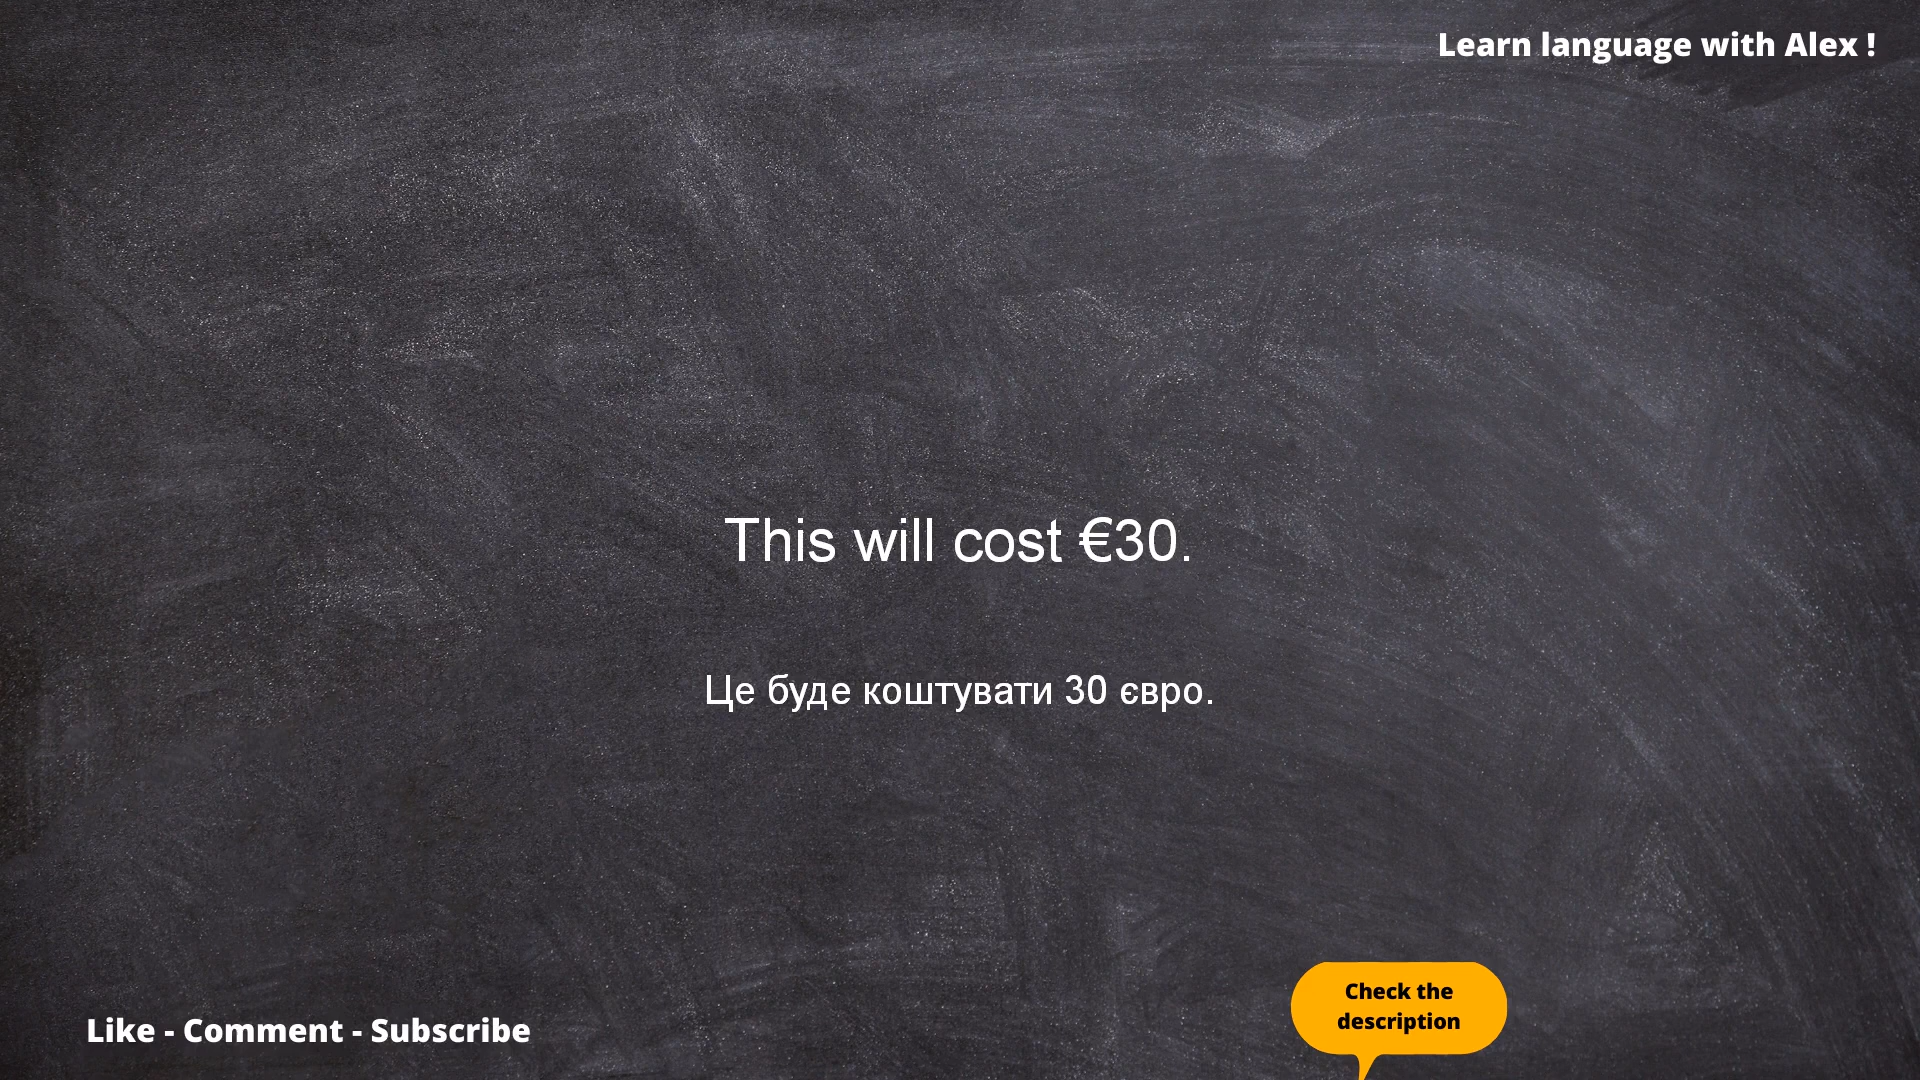 Learn language with Alex !
This will cost €30.
Це буде коштувати 30 євро.
Check the
description
Like - Comment - Subscribe